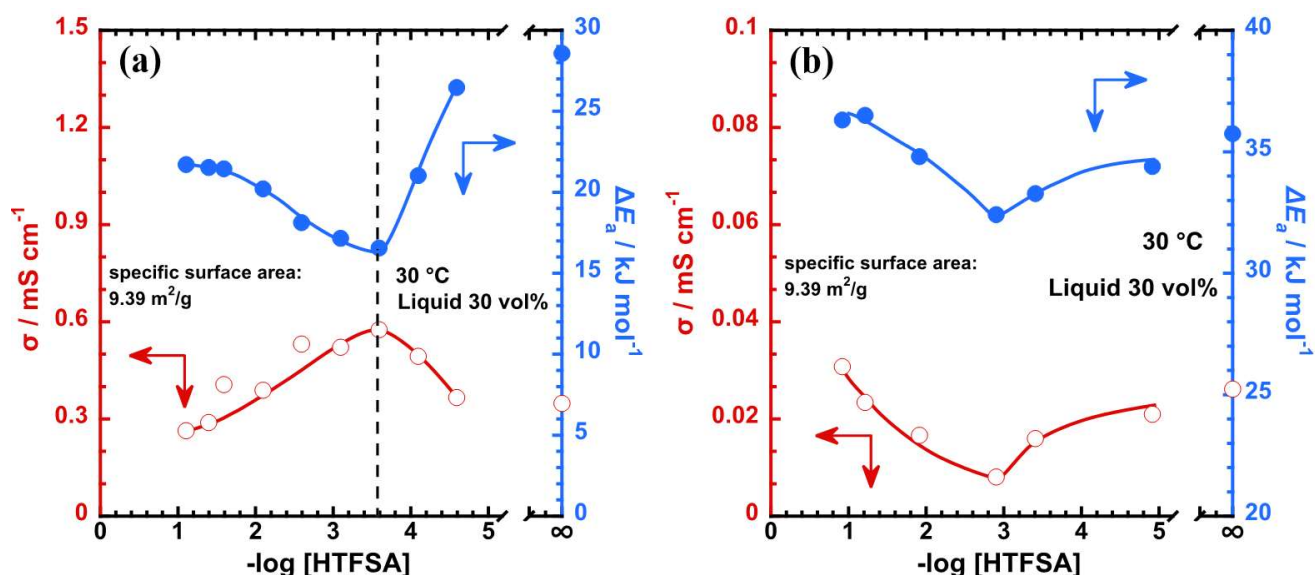 (a)
1.5
1.2
0.9
0.6
0.3
0
σ / mS cm⁻¹
30
25
20
15
10
5
0
ΔEₐ / kJ mol⁻¹
specific surface area:
9.39 m²/g
30 °C
Liquid 30 vol%
0 1 2 3 4 5 ∞
-log [HTFSA]
(b)
0.1
0.08
0.06
0.04
0.02
0
σ / mS cm⁻¹
40
35
30
25
20
ΔEₐ / kJ mol⁻¹
specific surface area:
9.39 m²/g
30 °C
Liquid 30 vol%
0 1 2 3 4 5 ∞
-log [HTFSA]